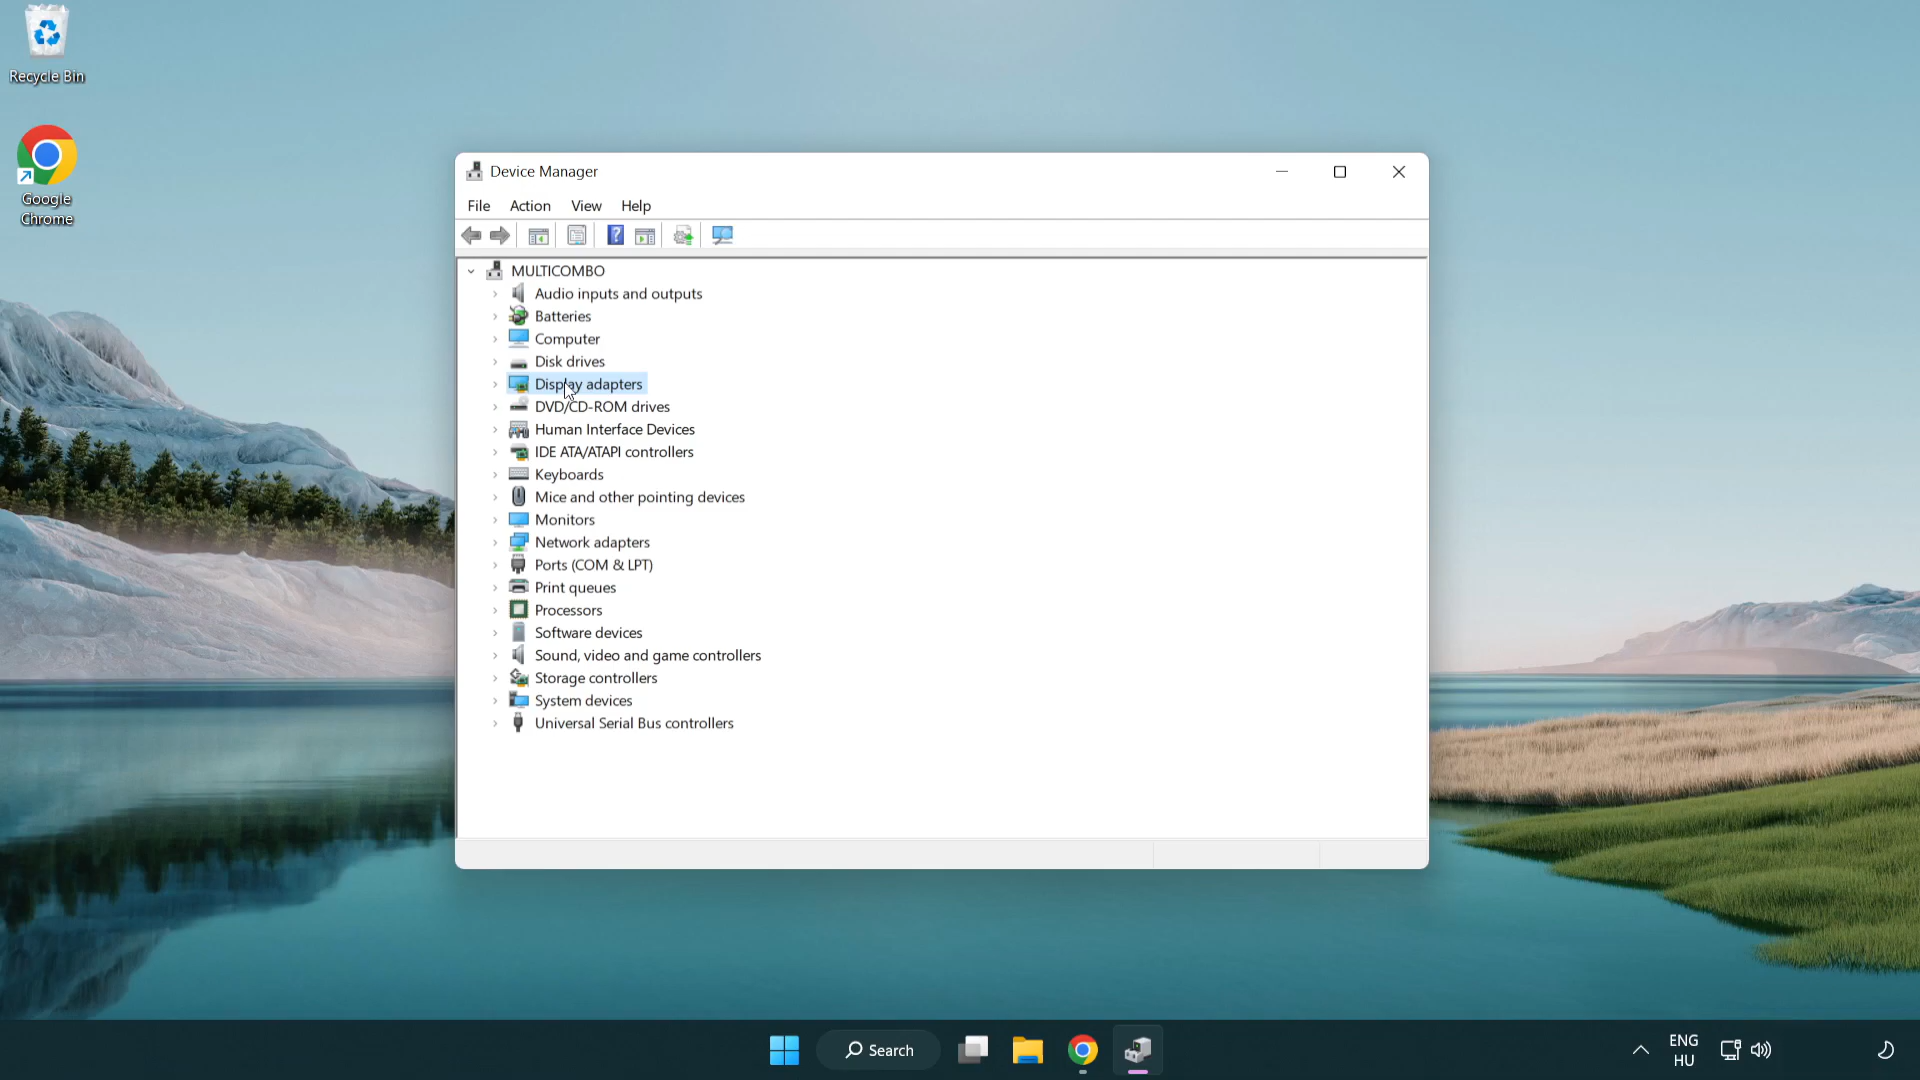 Recycle Bin
Google
Chrome
Device Manager
File Action View Help
MULTICOMBO
Audio inputs and outputs
Batteries
Computer
Disk drives
Display adapters
DVD/CD-ROM drives
Human Interface Devices
IDE ATA/ATAPI controllers
Keyboards
Mice and other pointing devices
Monitors
Network adapters
Ports (COM & LPT)
Print queues
Processors
Software devices
Sound, video and game controllers
Storage controllers
System devices
Universal Serial Bus controllers
Search
ENG
HU